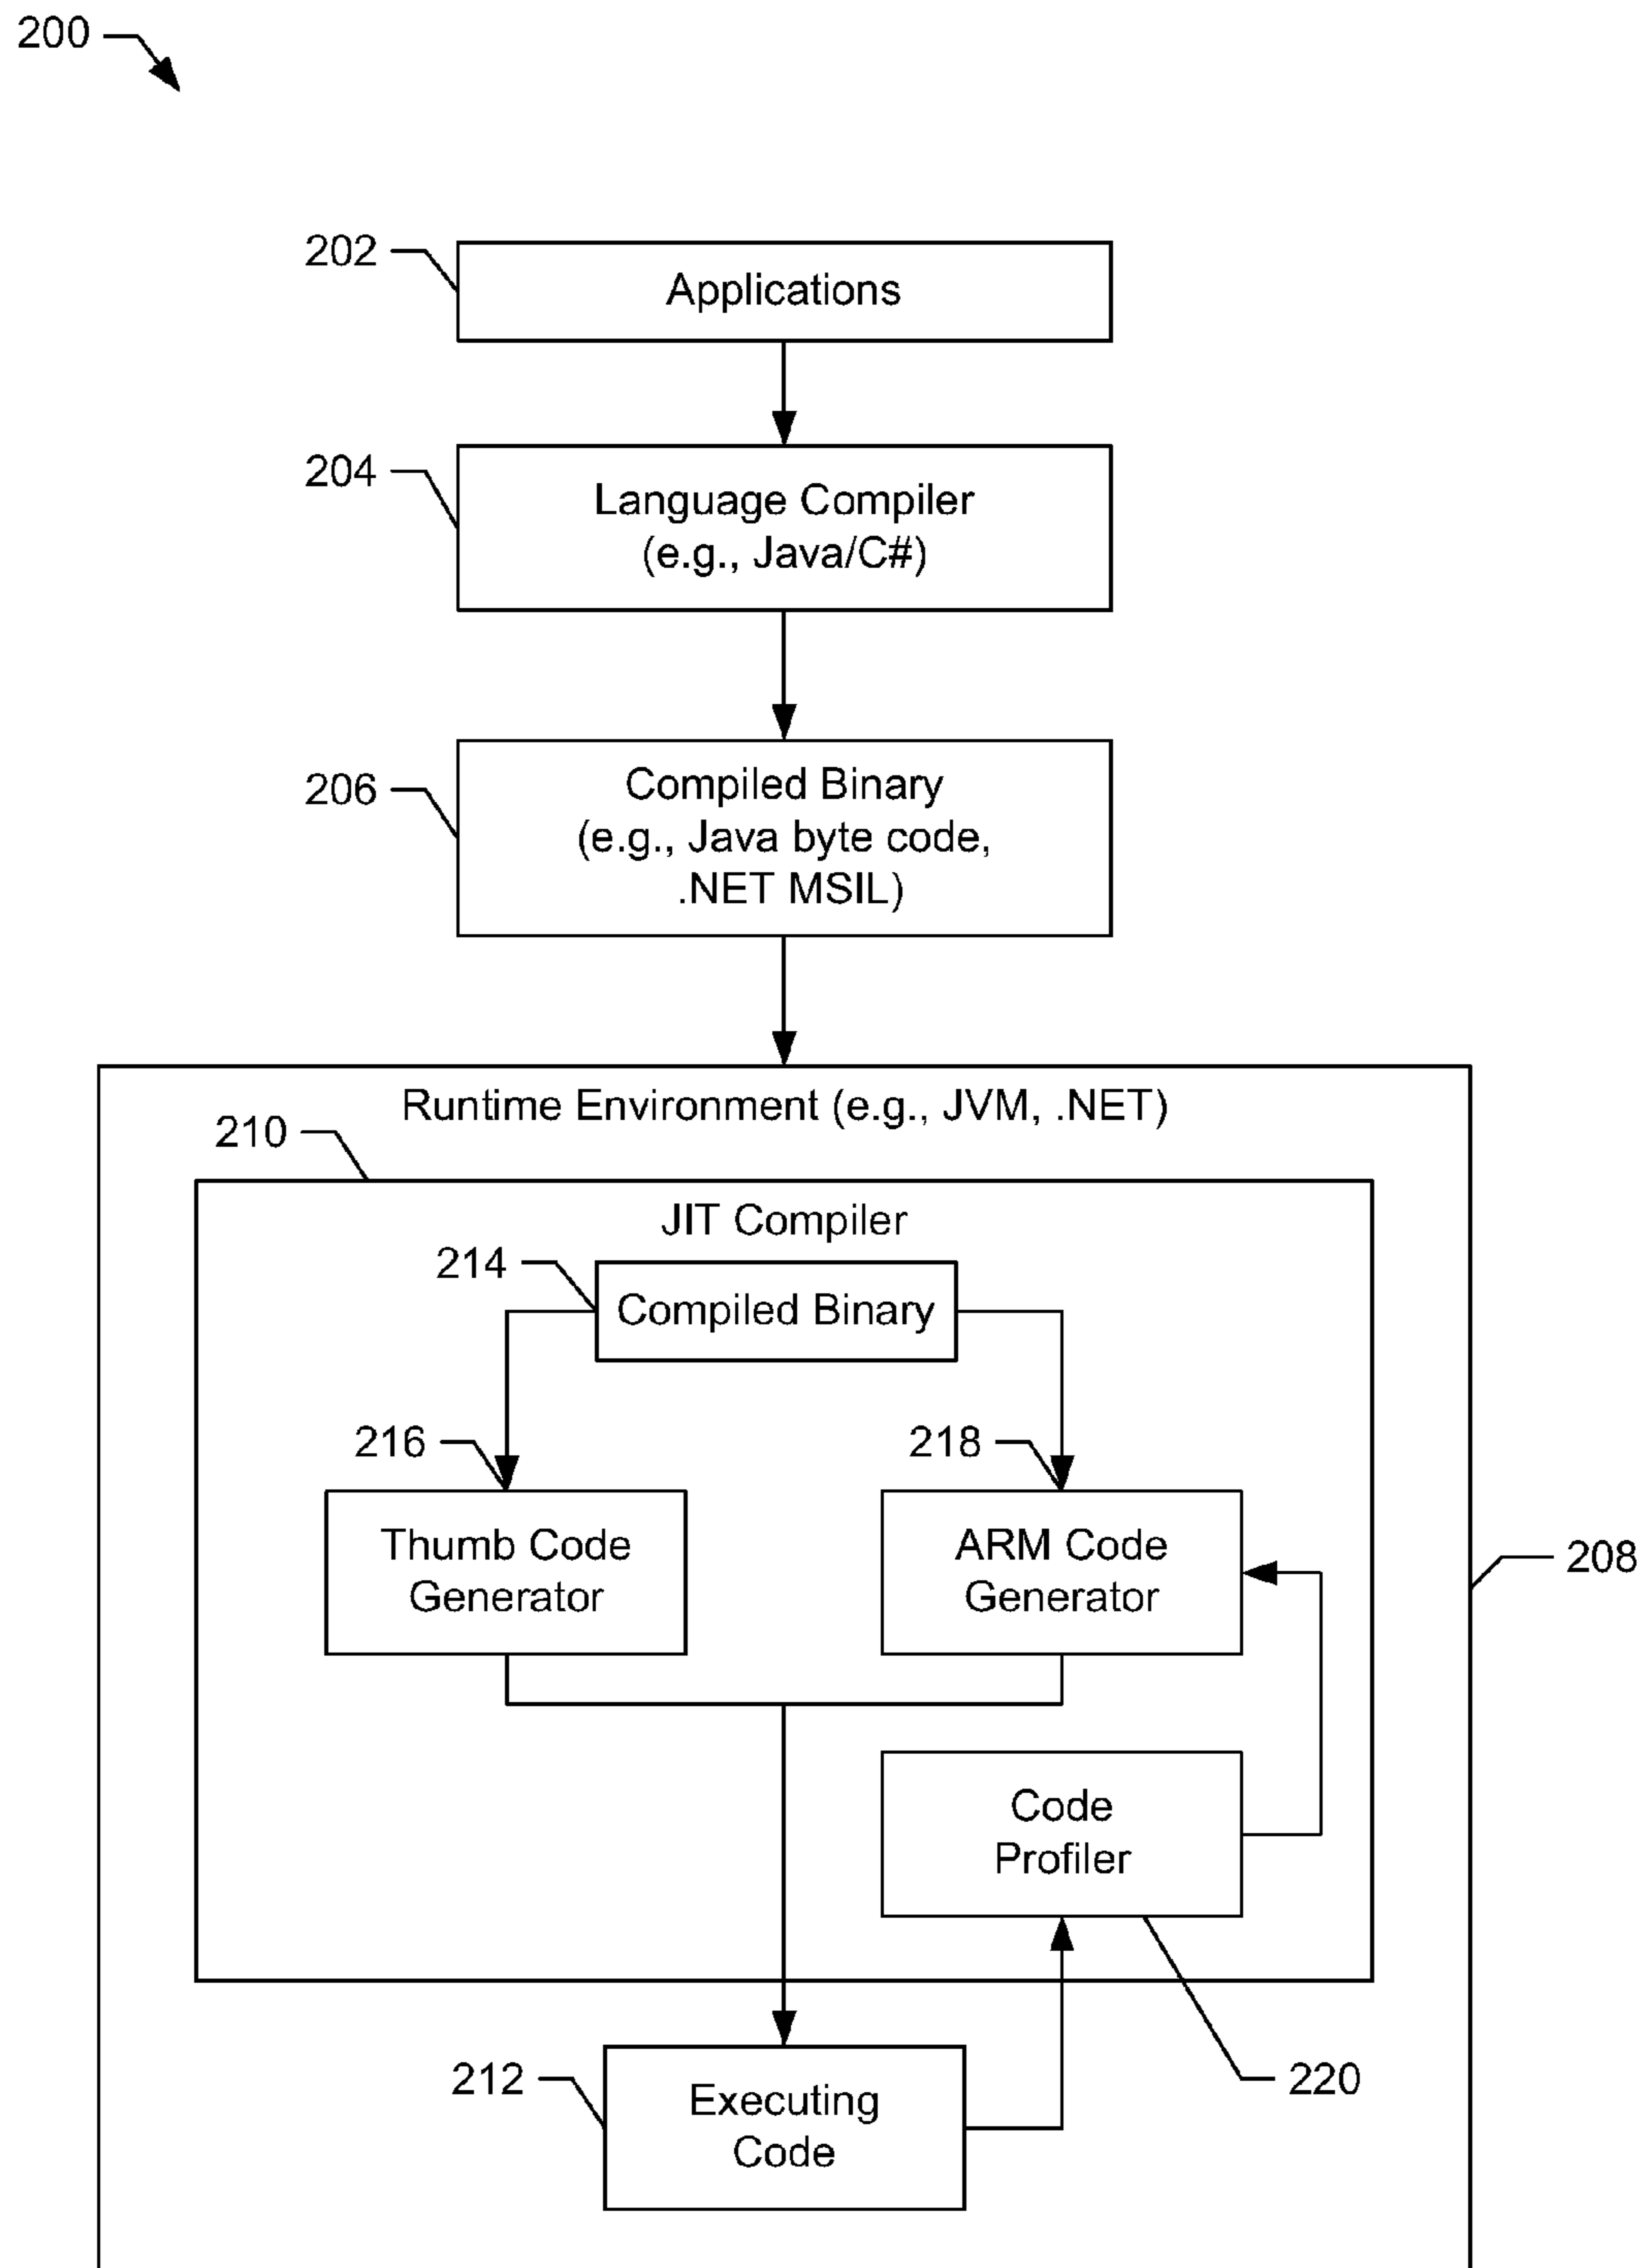 200
202
Applications
204
Language Compiler
(e.g., Java/C#)
206
Compiled Binary
(e.g., Java byte code,
.NET MSIL)
Runtime Environment (e.g., JVM, .NET)
210
JIT Compiler
214
Compiled Binary
216
218
Thumb Code
Generator
ARM Code
Generator
208
Code
Profiler
212
Executing
Code
220